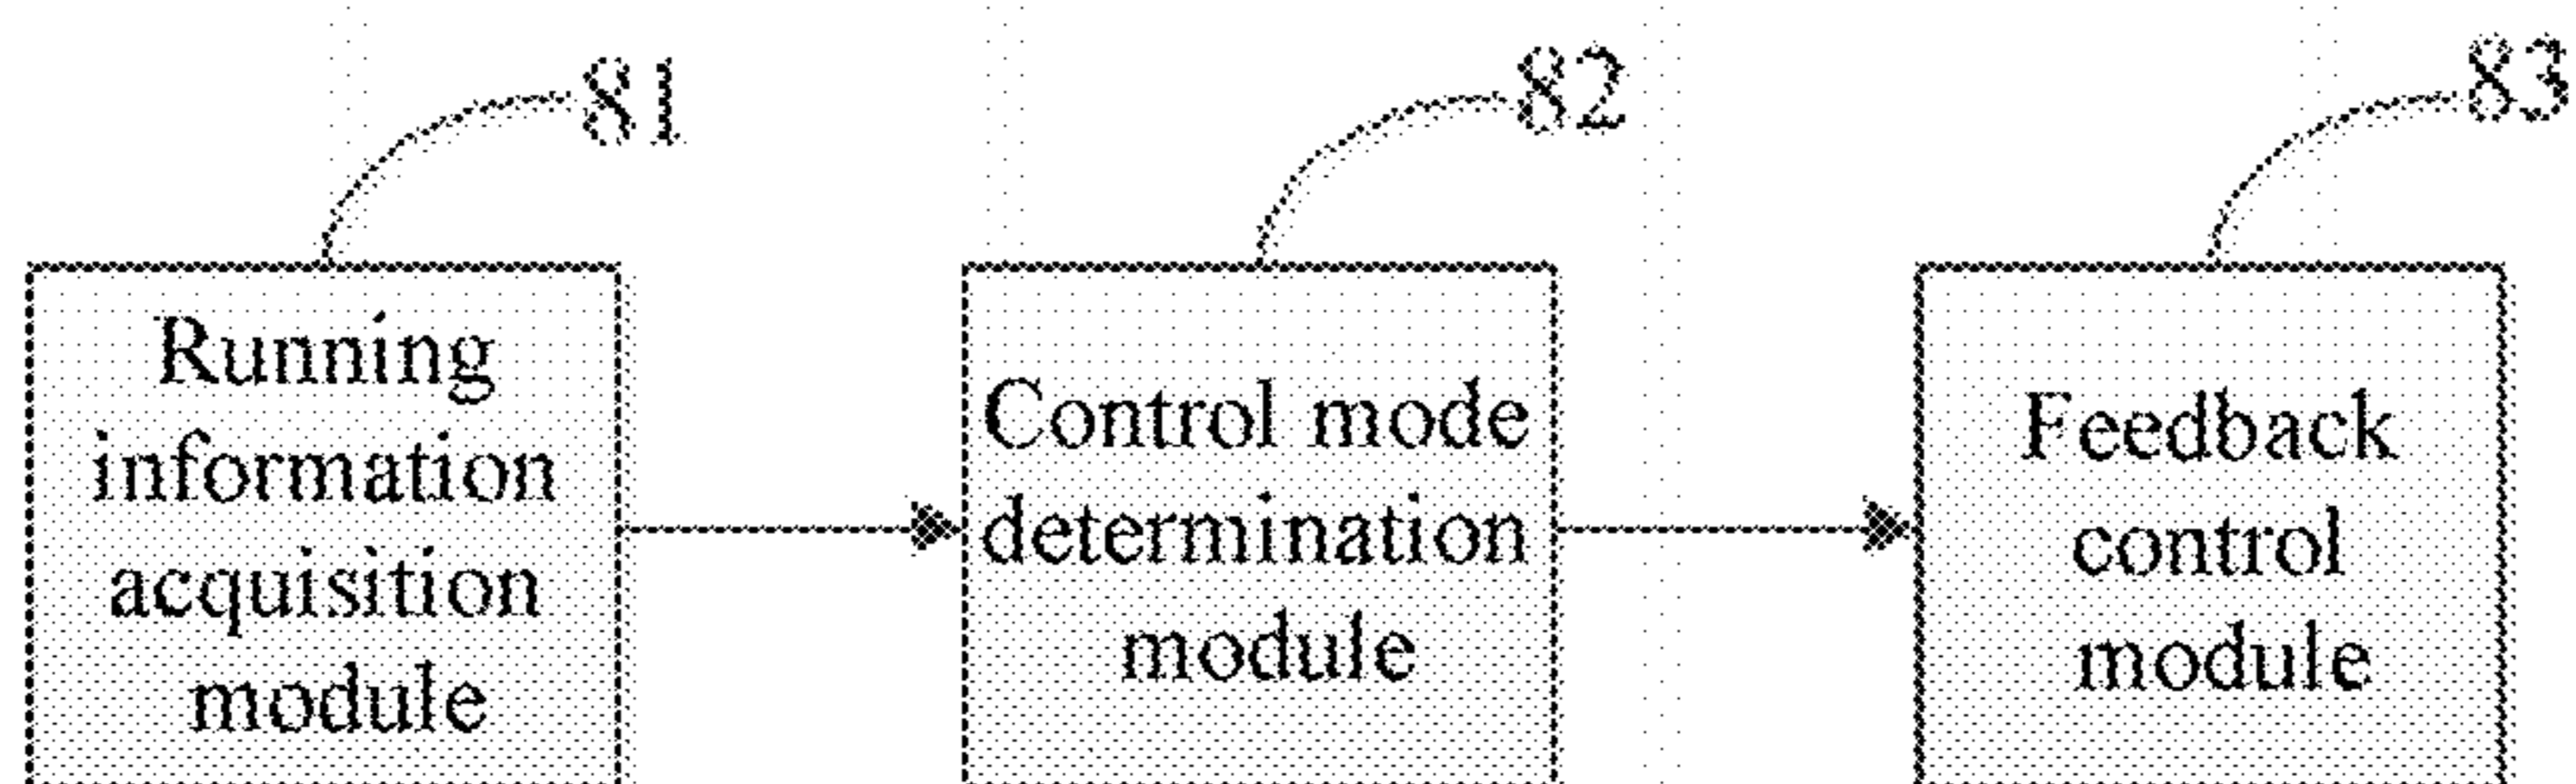 81
82
83
Running
information
acquisition
module
Control mode
determination
module
Feedback
control
module